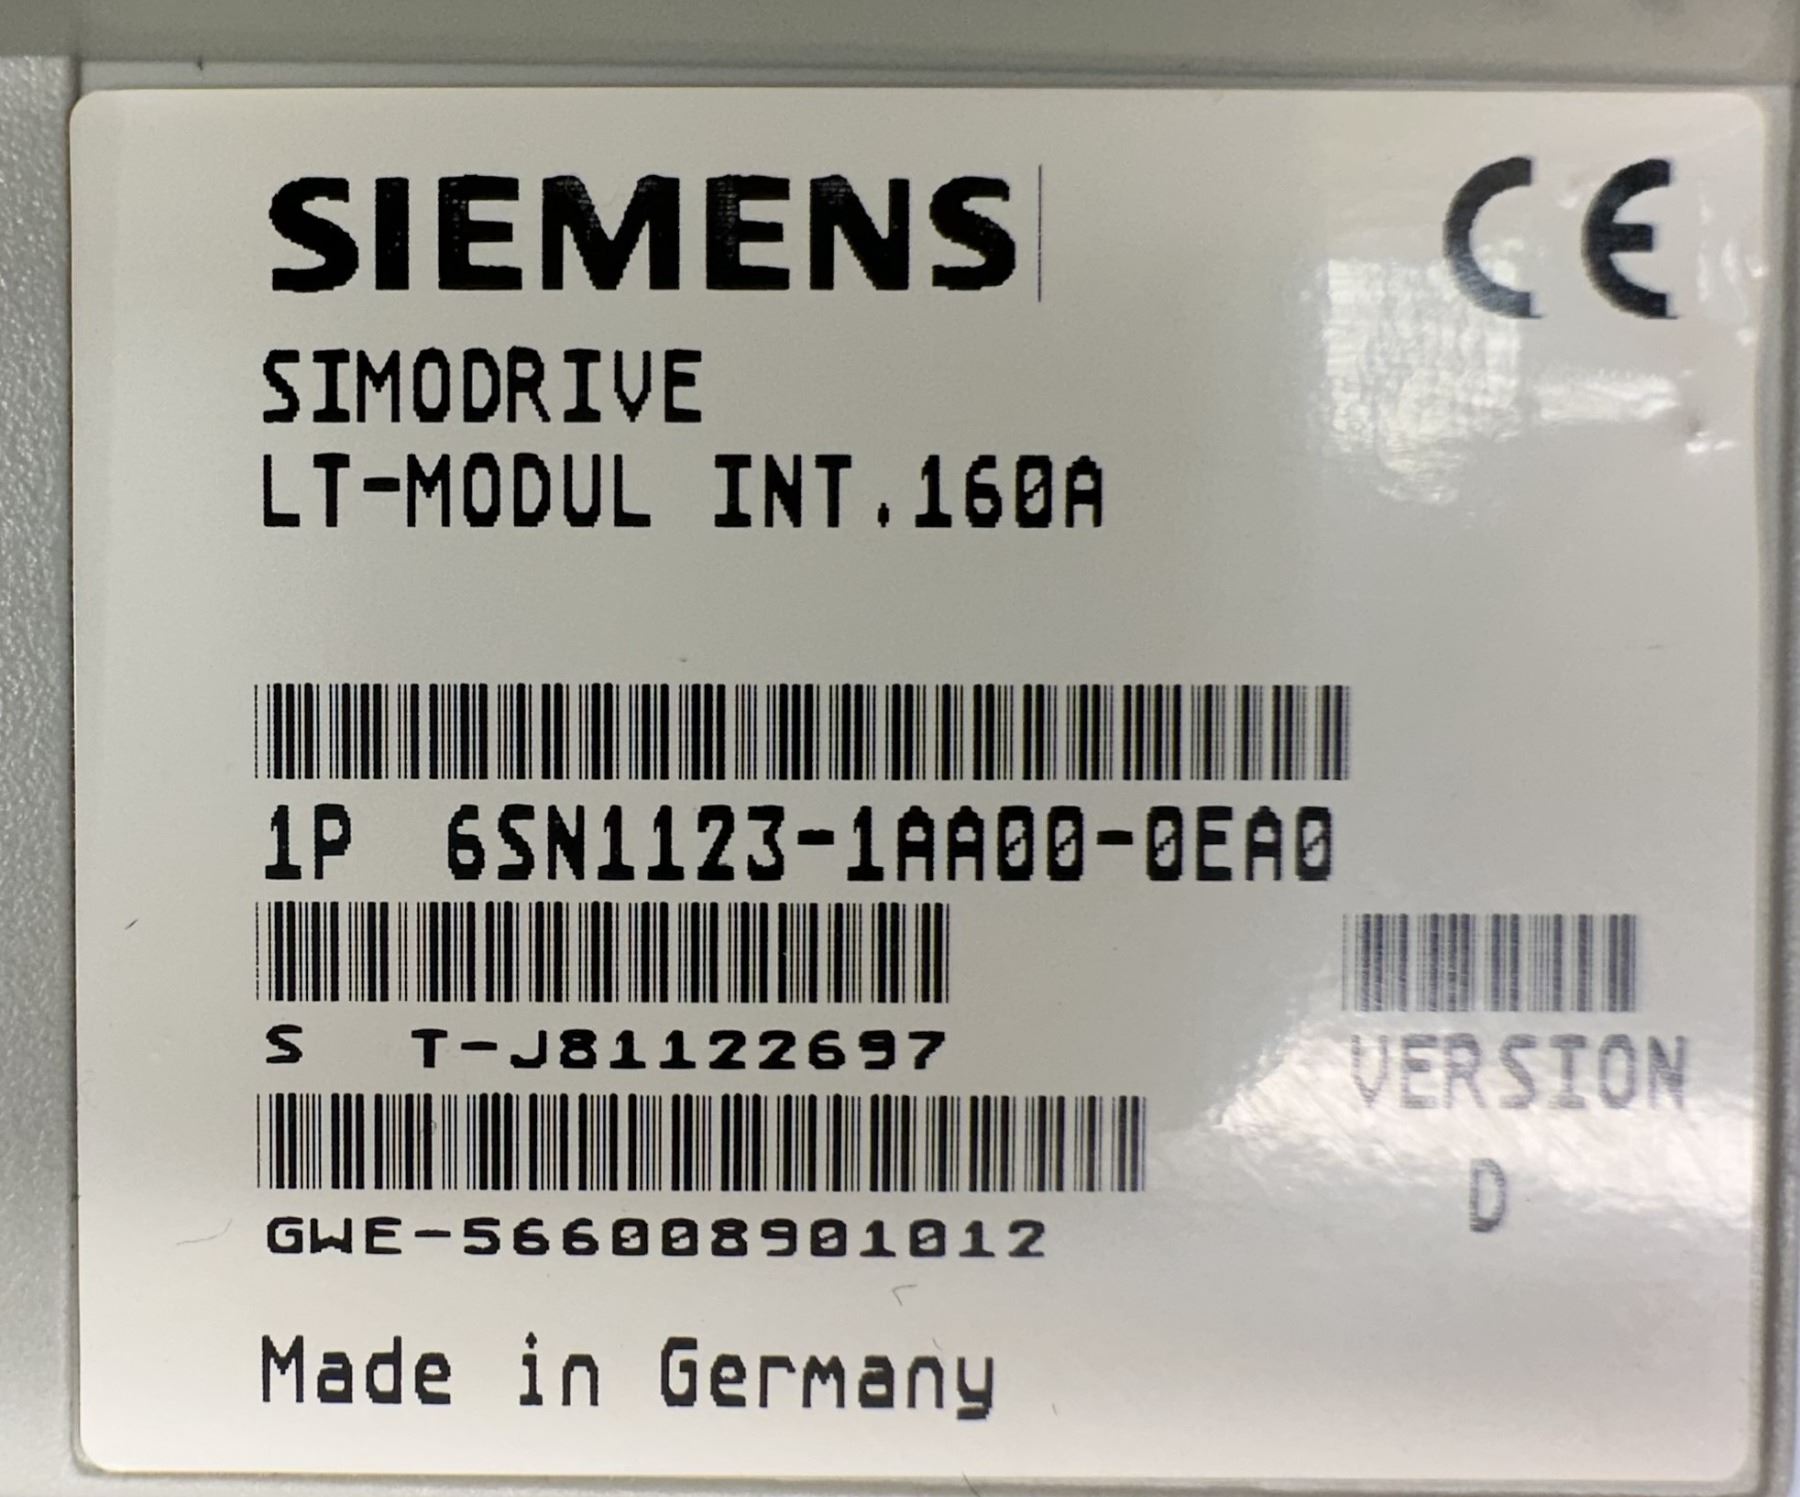 SIEMENS
CE
SIMODRIVE
LT-MODUL INT.160A
1P 6SN1123-1AA00-0EA0
S T-J81122697
VERSION
D
GWE-566008901012
Made in Germany